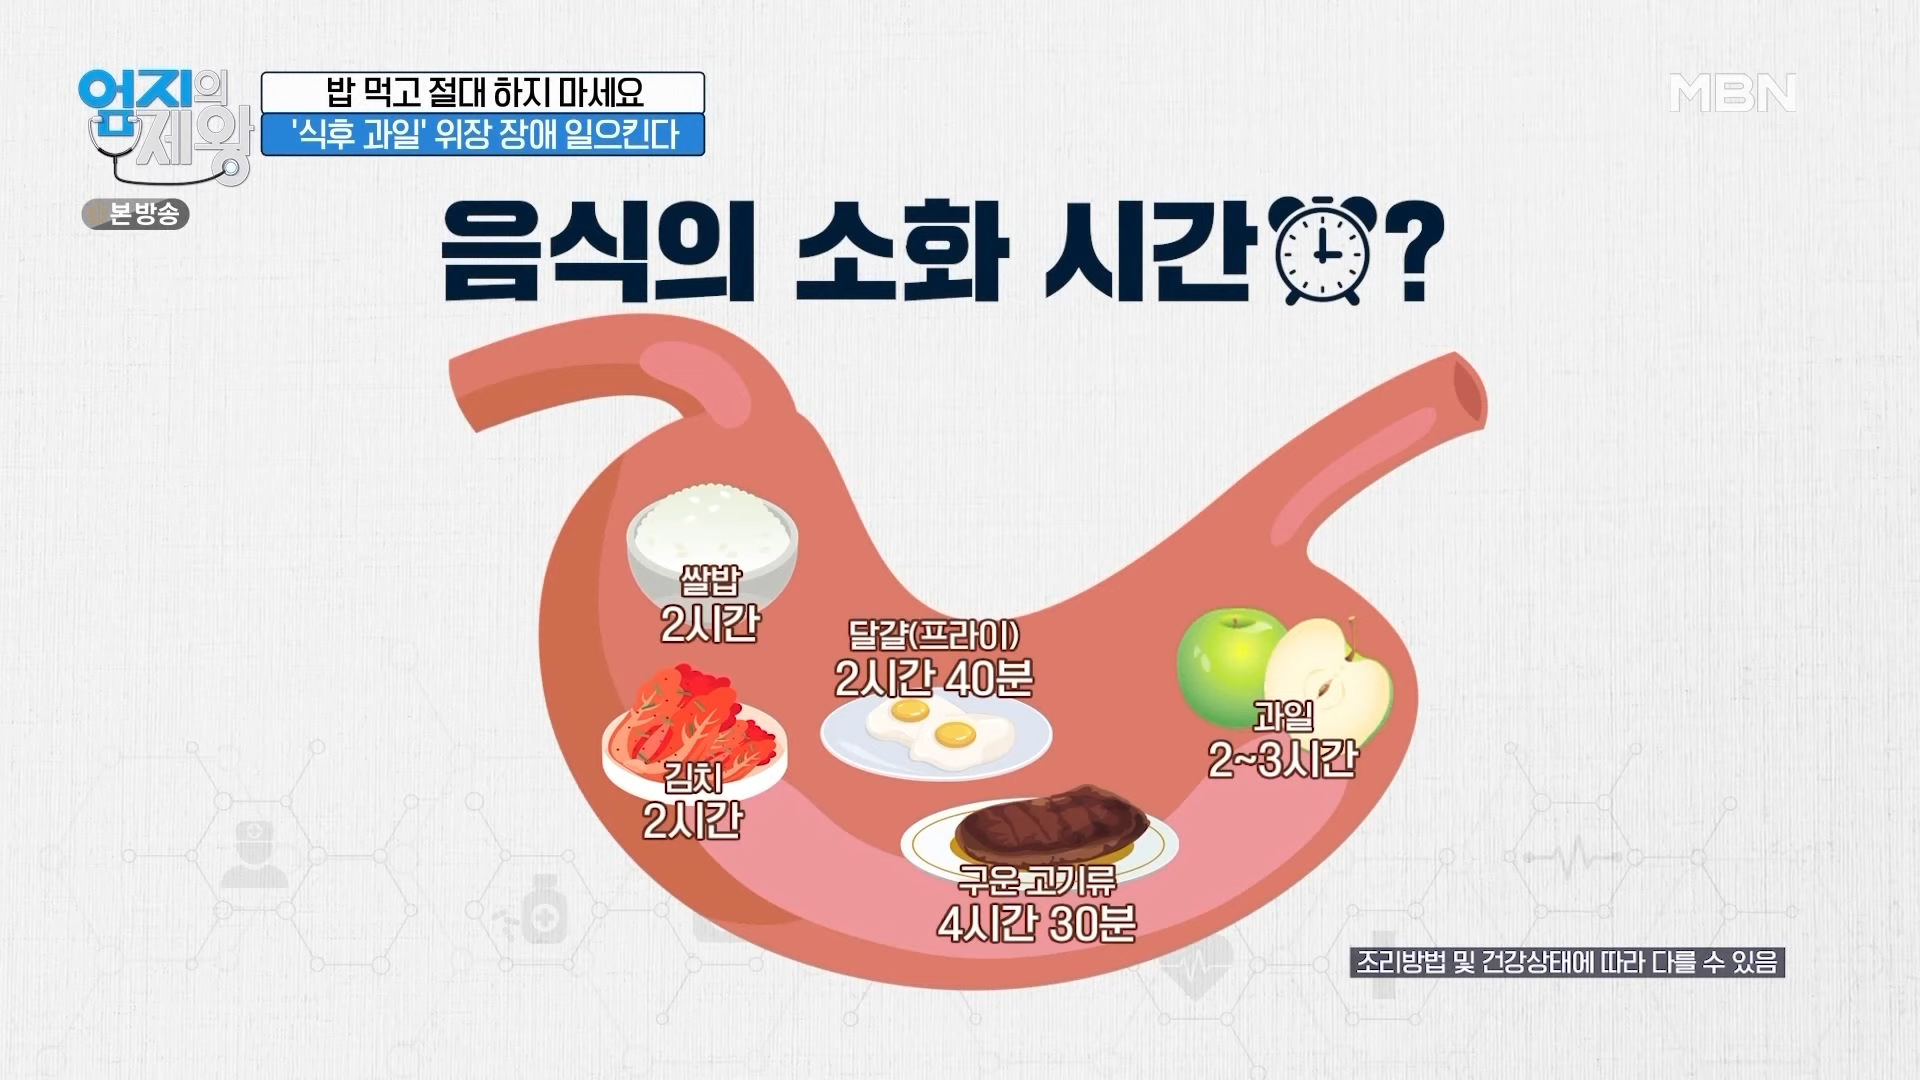 엄지의 제왕
밥 먹고 절대 하지 마세요
'식후 과일' 위장 장애 일으킨다
MBN
본방송
음식의 소화 시간?
쌀밥
2시간
달걀(프라이)
2시간 40분
과일
2~3시간
김치
2시간
구운 고기류
4시간 30분
조리방법 및 건강상태에 따라 다를 수 있음